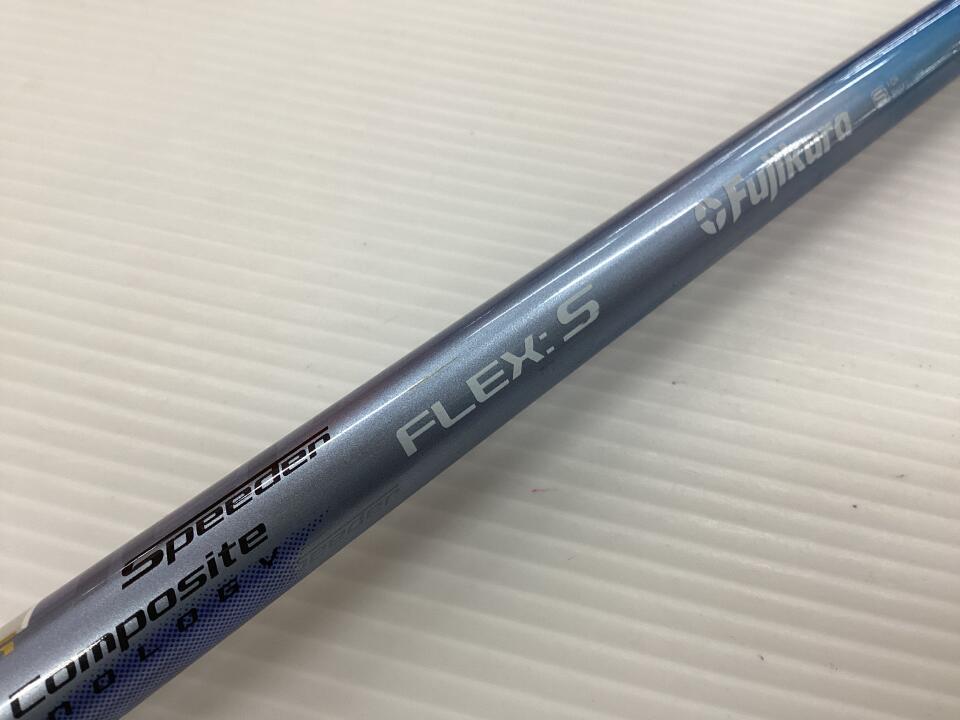 Fujikura
FLEX: S
Speeder
composite